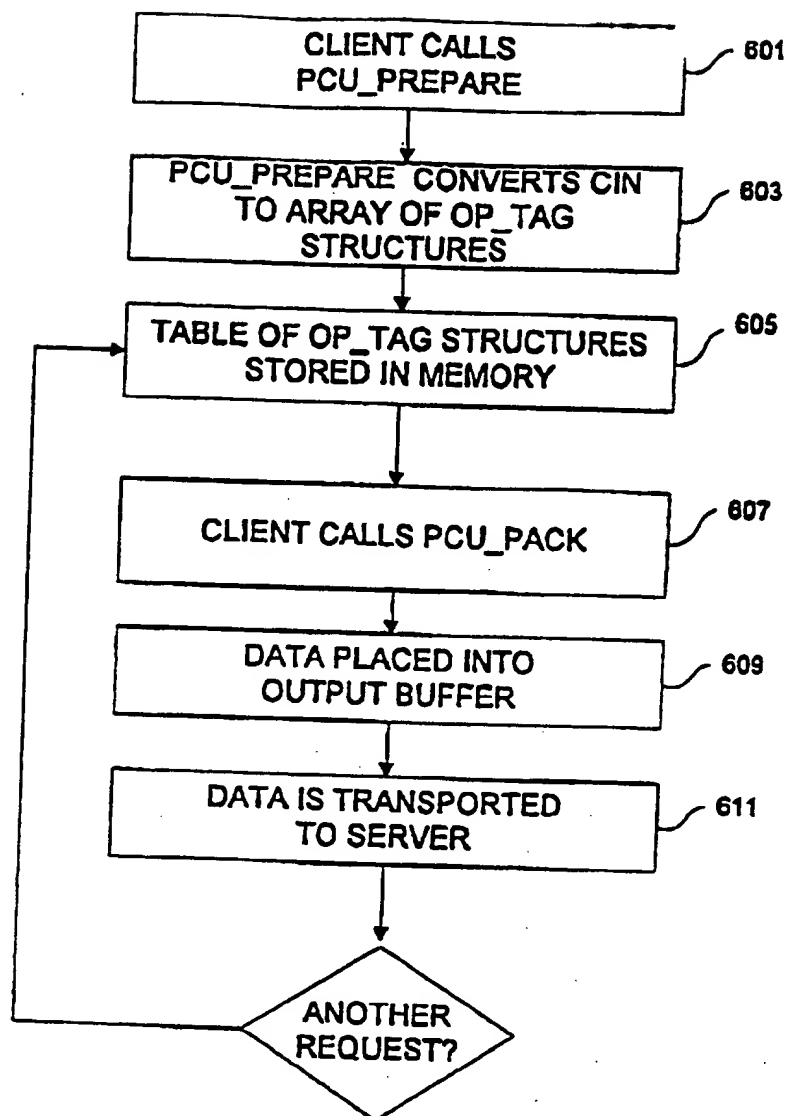 CLIENT CALLS
PCU_PREPARE
601
PCU_PREPARE CONVERTS CIN
TO ARRAY OF OP_TAG
STRUCTURES
603
TABLE OF OP_TAG STRUCTURES
STORED IN MEMORY
605
CLIENT CALLS PCU_PACK
607
DATA PLACED INTO
OUTPUT BUFFER
609
DATA IS TRANSPORTED
TO SERVER
611
ANOTHER
REQUEST?